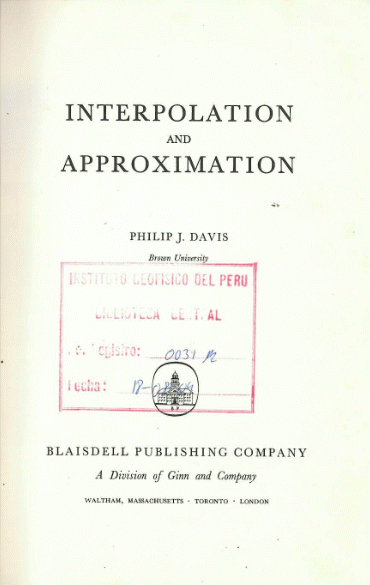 INTERPOLATION
AND
APPROXIMATION
PHILIP J. DAVIS
Brown University
INSTITUTO GEOFISICO DEL PERU
BIBLIOTECA
0031
BLAISDELL PUBLISHING COMPANY
A Division of Ginn and Company
WALTHAM, MASSACHUSETTS · TORONTO · LONDON